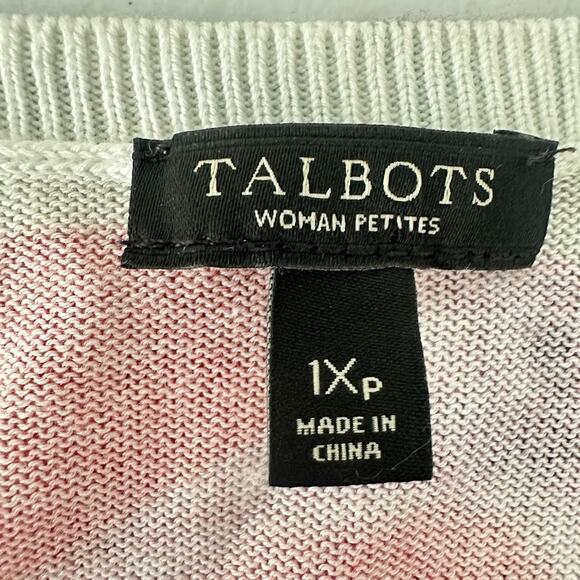 TALBOTS
WOMAN PETITES
1XP
MADE IN
CHINA